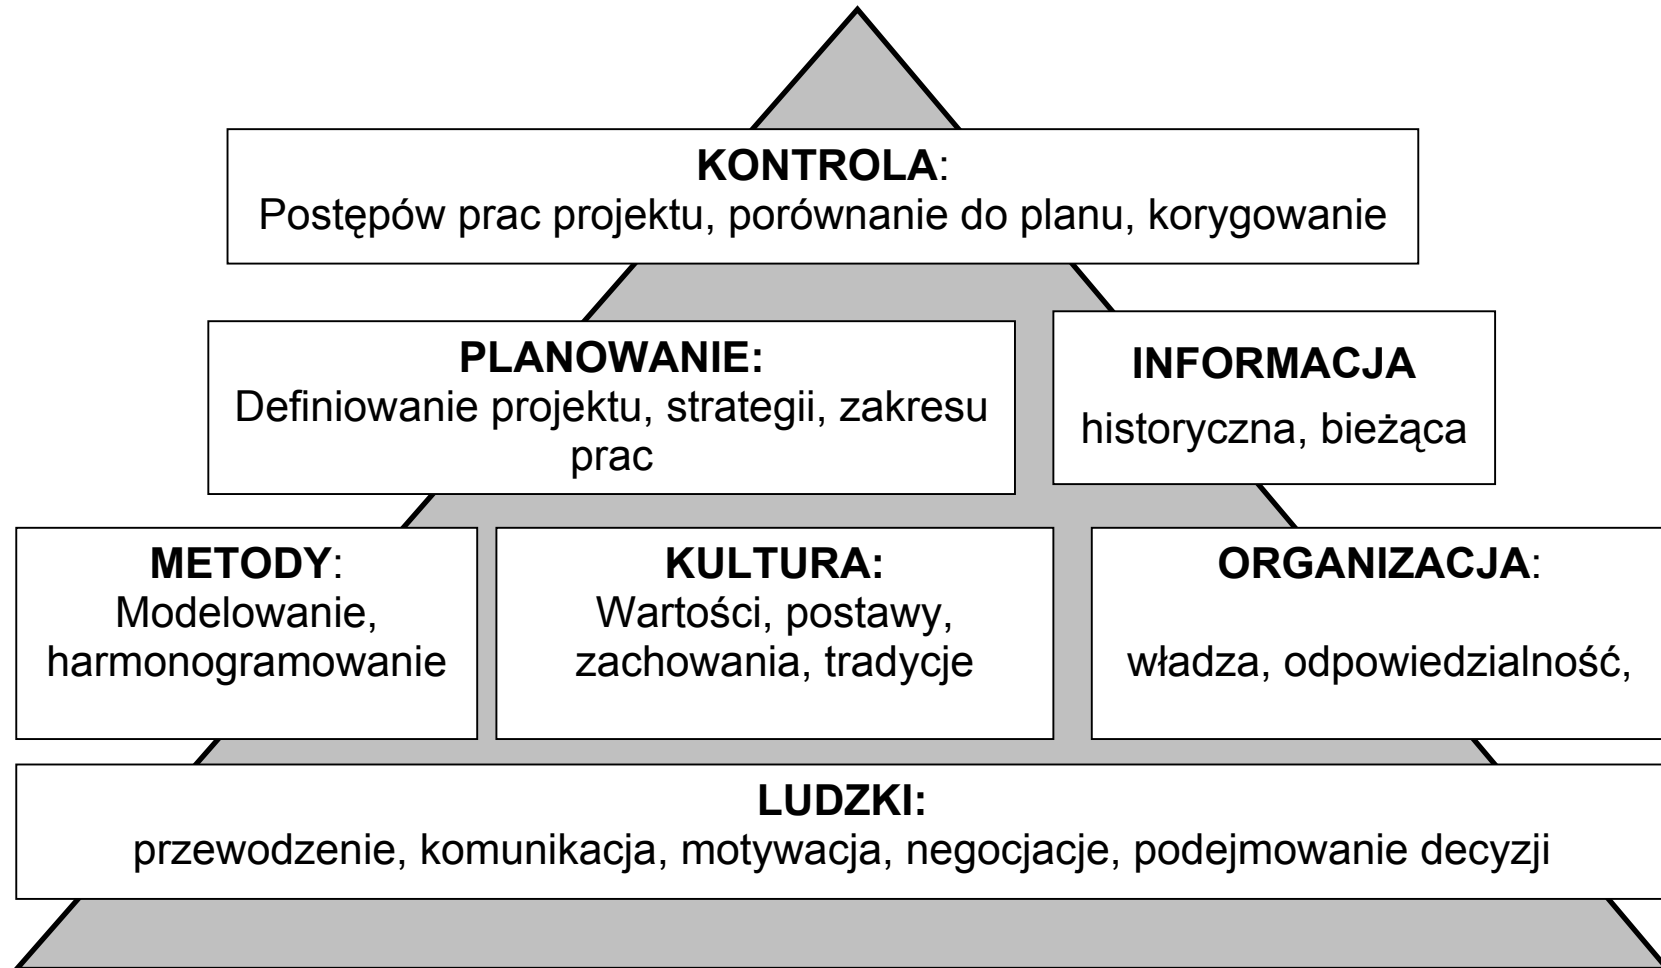 KONTROLA:
Postępów prac projektu, porównanie do planu, korygowanie
PLANOWANIE:
Definiowanie projektu, strategii, zakresu
prac
INFORMACJA
historyczna, bieżąca
METODY:
Modelowanie,
harmonogramowanie
KULTURA:
Wartości, postawy,
zachowania, tradycje
ORGANIZACJA:
władza, odpowiedzialność,
LUDZKI:
przewodzenie, komunikacja, motywacja, negocjacje, podejmowanie decyzji